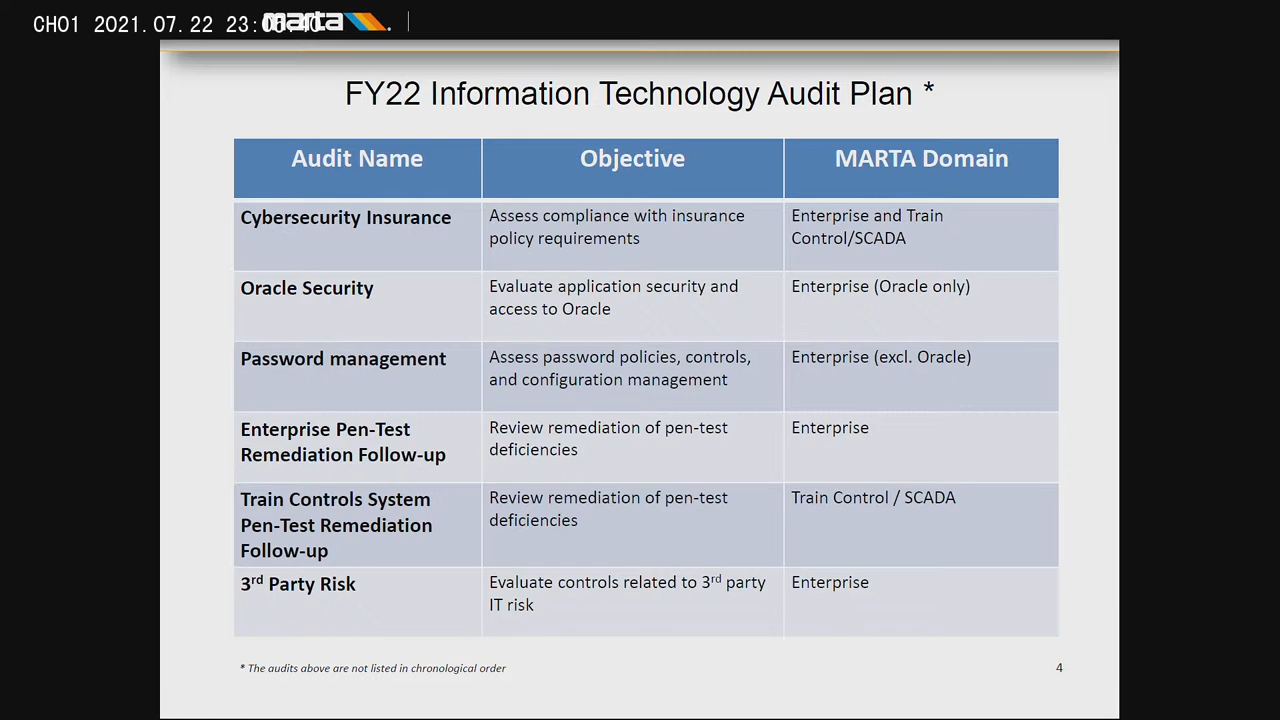 CH01 2021.07.22
marta
FY22 Information Technology Audit Plan *
Audit Name
Objective
MARTA Domain
Cybersecurity Insurance
Assess compliance with insurance
policy requirements
Enterprise and Train
Control/SCADA
Oracle Security
Evaluate application security and
access to Oracle
Enterprise (Oracle only)
Password management
Assess password policies, controls,
and configuration management
Enterprise (excl. Oracle)
Enterprise Pen-Test
Remediation Follow-up
Review remediation of pen-test
deficiencies
Enterprise
Train Controls System
Pen-Test Remediation
Follow-up
Review remediation of pen-test
deficiencies
Train Control / SCADA
3rd Party Risk
Evaluate controls related to 3rd party
IT risk
Enterprise
* The audits above are not listed in chronological order
4